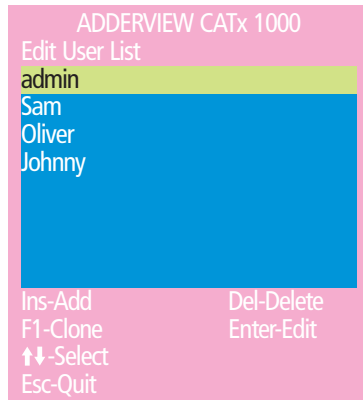 ADDERVIEW CATx 1000
Edit User List
admin
Sam
Oliver
Johnny
Ins-Add Del-Delete
F1-Clone Enter-Edit
↑↓-Select
Esc-Quit